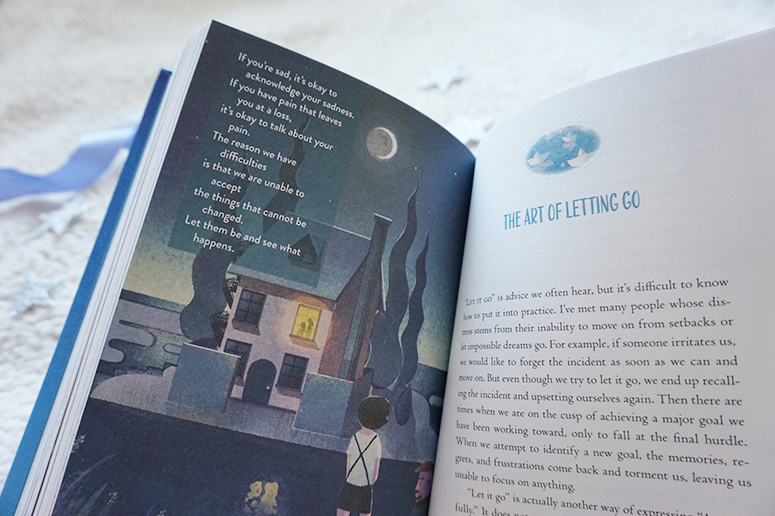 If you're sad, it's okay to
acknowledge your sadness.
If you have pain that leaves
you at a loss,
it's okay to talk about your
pain.
The reason we have
difficulties
is that we are unable to
accept
the things that cannot be
changed.
Let them be and see what
happens.
THE ART OF LETTING GO
"Let it go" is advice we often hear, but it's difficult to know
how to put it into practice. I've met many people whose dis-
tress stems from their inability to move on from setbacks or
let impossible dreams go. For example, if someone irritates us,
we would like to forget the incident as soon as we can and
move on. But even though we try to let it go, we end up recall-
ing the incident and upsetting ourselves again. Then there are
times when we are on the cusp of achieving a major goal we
have been working toward, only to fall at the final hurdle.
When we attempt to identify a new goal, the memories, re-
grets, and frustrations come back and torment us, leaving us
unable to focus on anything.
"Let it go" is actually another way of expressing
fully." It does